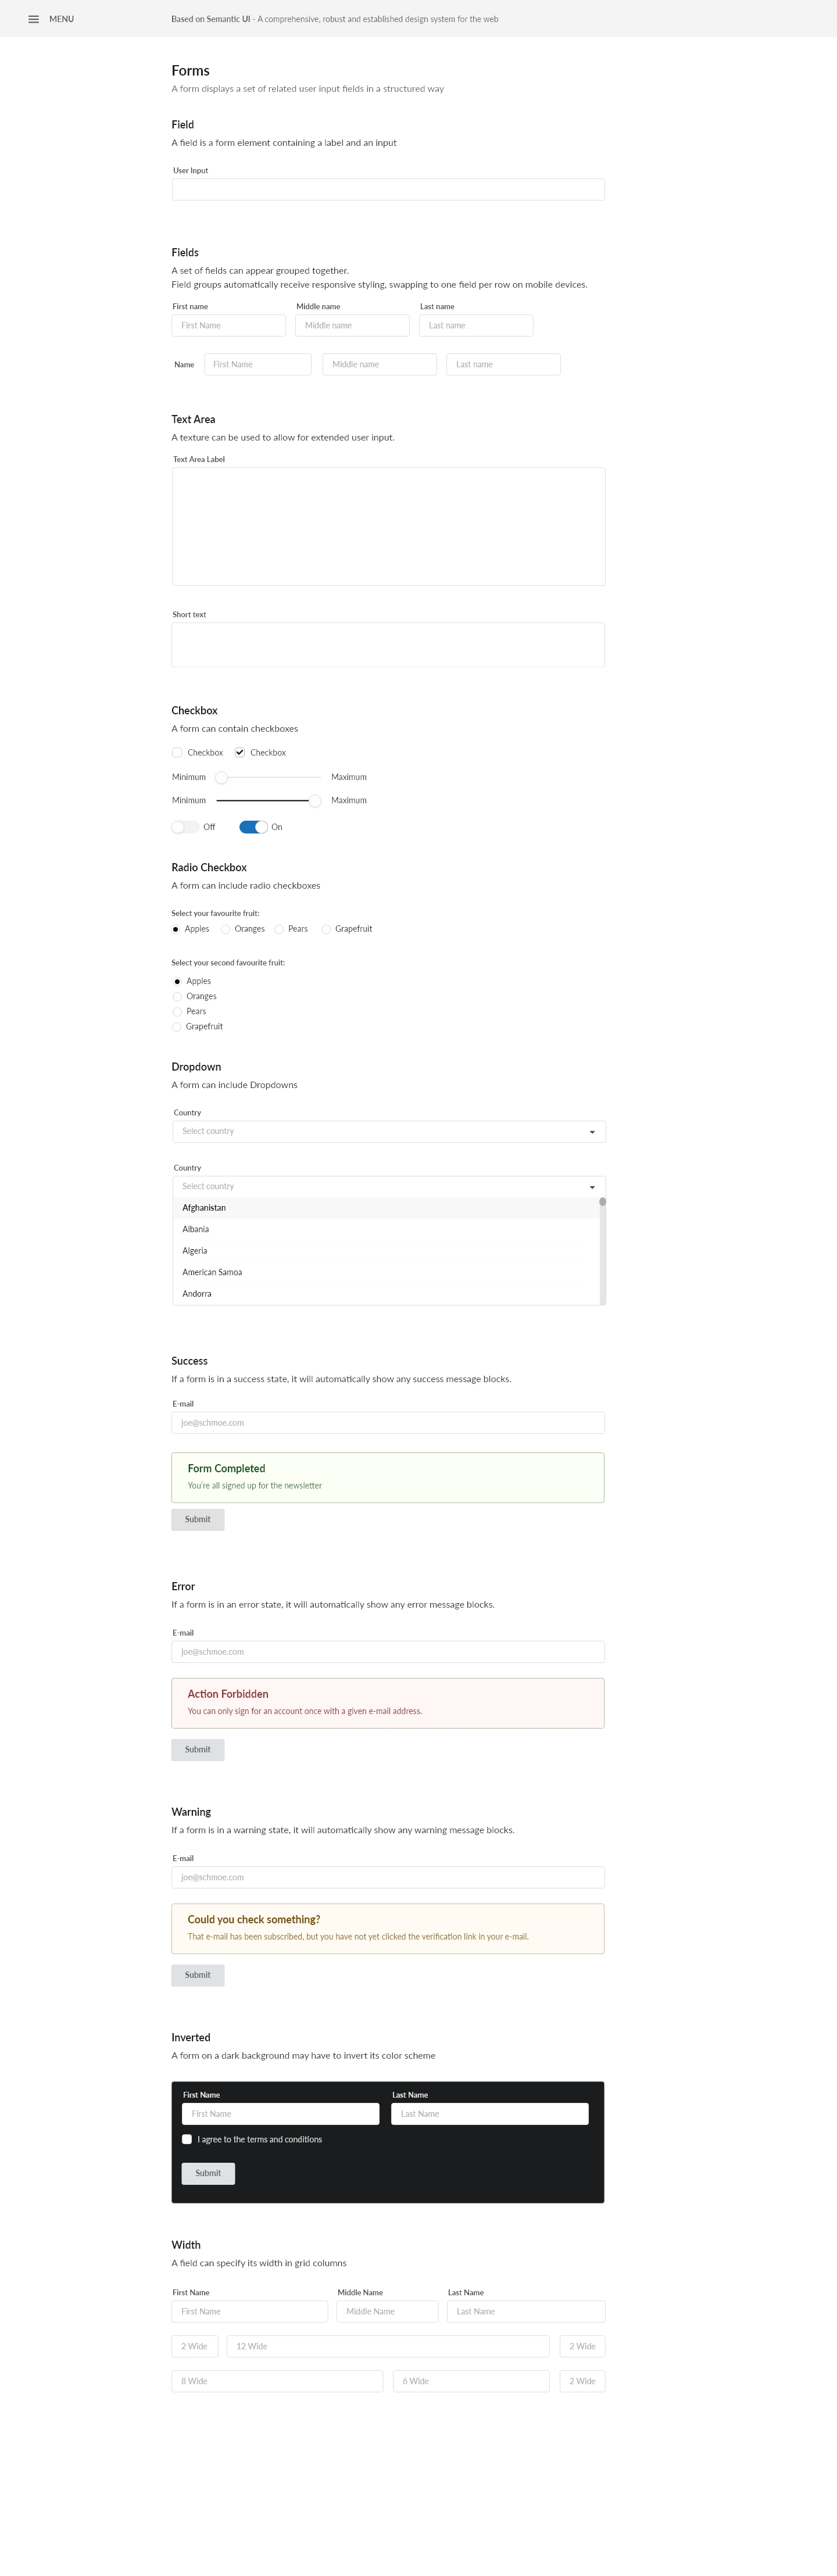 MENU
Based on Semantic UI - A comprehensive, robust and established design system for the web
Forms
A form displays a set of related user input fields in a structured way
Field
A field is a form element containing a label and an input
User Input
Fields
A set of fields can appear grouped together.
Field groups automatically receive responsive styling, swapping to one field per row on mobile devices.
First name Middle name Last name
First Name Middle name Last name
Name First Name Middle name Last name
Text Area
A texture can be used to allow for extended user input.
Text Area Label
Short text
Checkbox
A form can contain checkboxes
Checkbox Checkbox
Minimum Maximum
Minimum Maximum
Off On
Radio Checkbox
A form can include radio checkboxes
Select your favourite fruit:
Apples Oranges Pears Grapefruit
Select your second favourite fruit:
Apples
Oranges
Pears
Grapefruit
Dropdown
A form can include Dropdowns
Country
Select country
Country
Select country
Afghanistan
Albania
Algeria
American Samoa
Andorra
Success
If a form is in a success state, it will automatically show any success message blocks.
E-mail
joe@schmoe.com
Form Completed
You're all signed up for the newsletter
Submit
Error
If a form is in an error state, it will automatically show any error message blocks.
E-mail
joe@schmoe.com
Action Forbidden
You can only sign for an account once with a given e-mail address.
Submit
Warning
If a form is in a warning state, it will automatically show any warning message blocks.
E-mail
joe@schmoe.com
Could you check something?
That e-mail has been subscribed, but you have not yet clicked the verification link in your e-mail.
Submit
Inverted
A form on a dark background may have to invert its color scheme
First Name Last Name
First Name Last Name
I agree to the terms and conditions
Submit
Width
A field can specify its width in grid columns
First Name Middle Name Last Name
First Name Middle Name Last Name
2 Wide 12 Wide 2 Wide
8 Wide 6 Wide 2 Wide